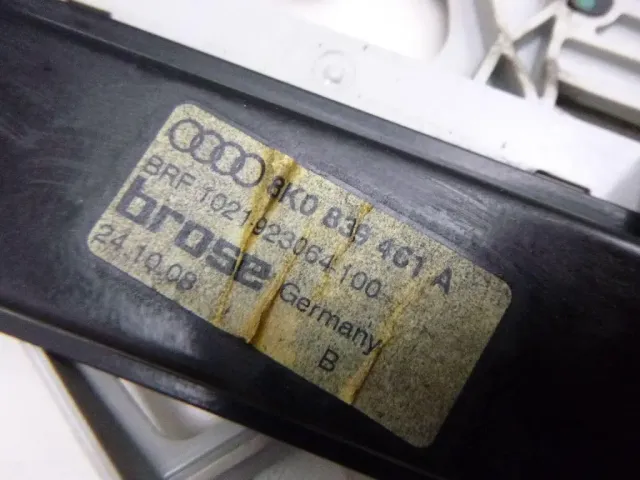 8K0 839 461 A
BRF 1021923064 100
brose
24.10.08 Germany
B